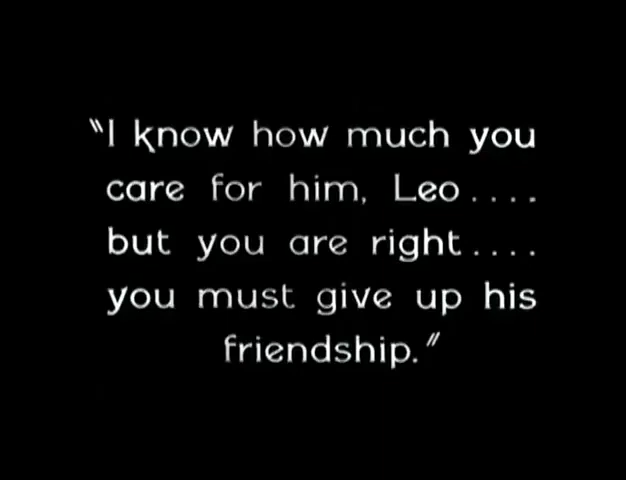 "I know how much you
care for him, Leo....
but you are right....
you must give up his
friendship."